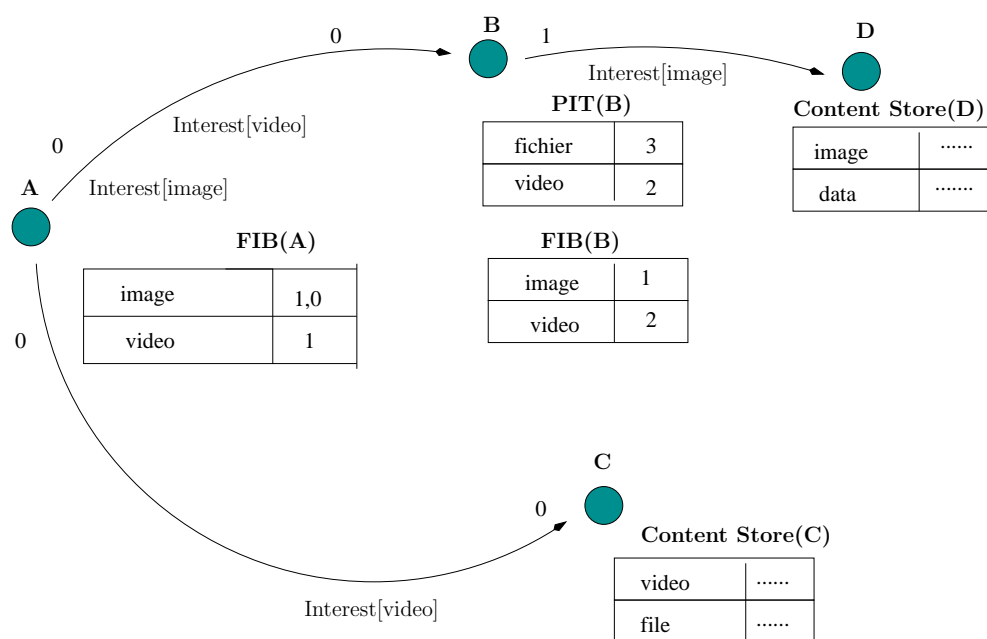 0
B
1
D
Interest[image]
PIT(B)
Content Store(D)
Interest[video]
fichier 3
video 2
image ......
data .......
0
Interest[image]
A
FIB(A)
FIB(B)
image 1,0
video 1
image 1
video 2
0
C
0
Content Store(C)
video ......
file ......
Interest[video]